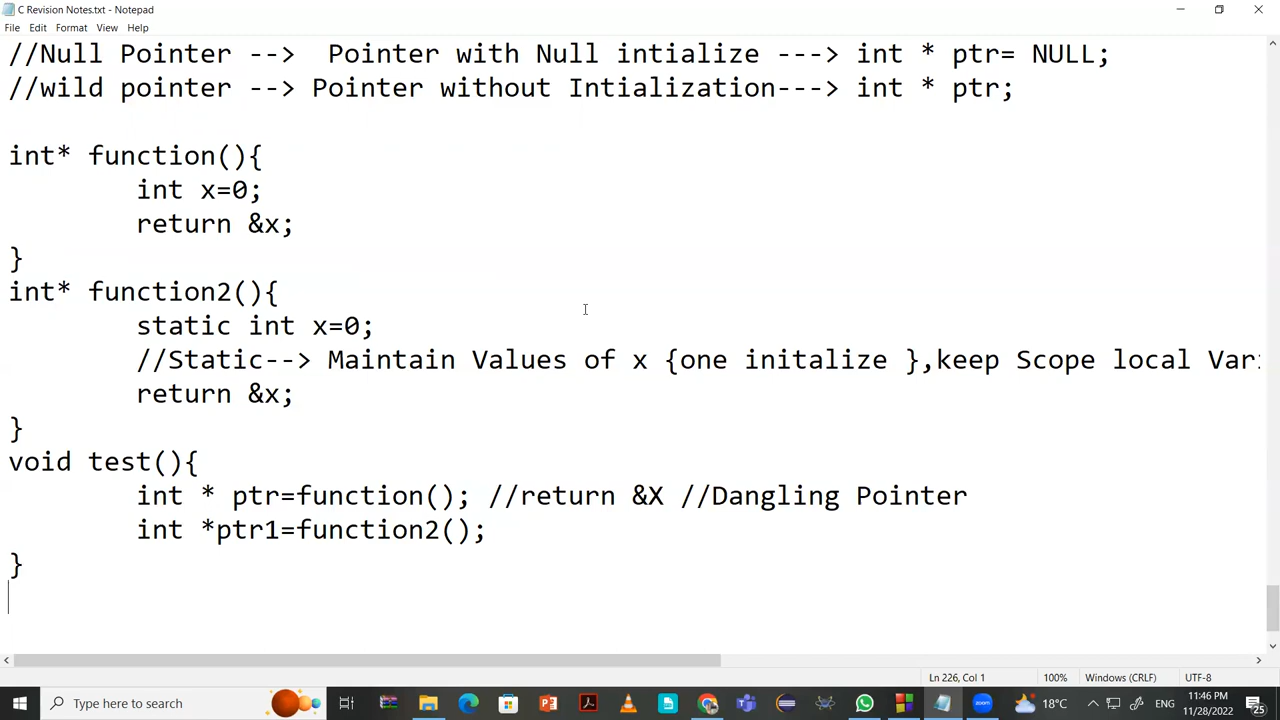 C Revision Notes.txt - Notepad
File Edit Format View Help
//Null Pointer --> Pointer with Null intialize ---> int * ptr= NULL;
//wild pointer --> Pointer without Intialization---> int * ptr;
int* function(){
int x=0;
return &x;
}
int* function2(){
static int x=0;
//Static--> Maintain Values of x {one initalize },keep Scope local Vari
return &x;
}
void test(){
int * ptr=function(); //return &X //Dangling Pointer
int *ptr1=function2();
}
Ln 226, Col 1 100% Windows (CRLF) UTF-8
Type here to search 18°C ENG 11:46 PM
11/28/2022 25